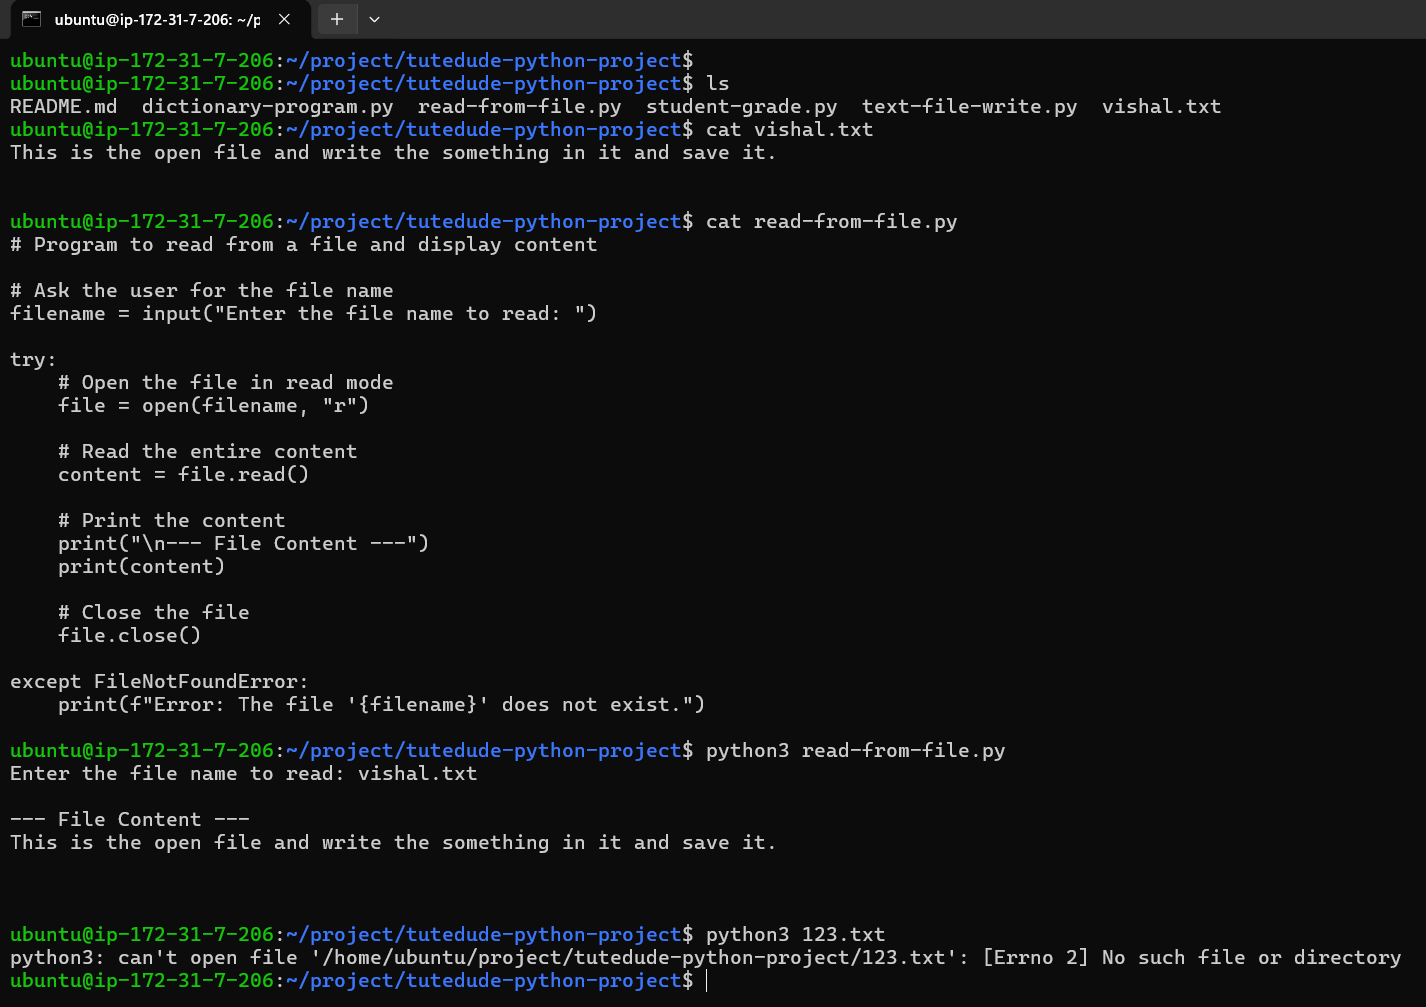 ubuntu@ip-172-31-7-206: ~/p
ubuntu@ip-172-31-7-206:~/project/tutedude-python-project$
ubuntu@ip-172-31-7-206:~/project/tutedude-python-project$ ls
README.md  dictionary-program.py  read-from-file.py  student-grade.py  text-file-write.py  vishal.txt
ubuntu@ip-172-31-7-206:~/project/tutedude-python-project$ cat vishal.txt
This is the open file and write the something in it and save it.
ubuntu@ip-172-31-7-206:~/project/tutedude-python-project$ cat read-from-file.py
# Program to read from a file and display content
# Ask the user for the file name
filename = input("Enter the file name to read: ")
try:
    # Open the file in read mode
    file = open(filename, "r")
    # Read the entire content
    content = file.read()
    # Print the content
    print("\n--- File Content ---")
    print(content)
    # Close the file
    file.close()
except FileNotFoundError:
    print(f"Error: The file '{filename}' does not exist.")
ubuntu@ip-172-31-7-206:~/project/tutedude-python-project$ python3 read-from-file.py
Enter the file name to read: vishal.txt
--- File Content ---
This is the open file and write the something in it and save it.
ubuntu@ip-172-31-7-206:~/project/tutedude-python-project$ python3 123.txt
python3: can't open file '/home/ubuntu/project/tutedude-python-project/123.txt': [Errno 2] No such file or directory
ubuntu@ip-172-31-7-206:~/project/tutedude-python-project$